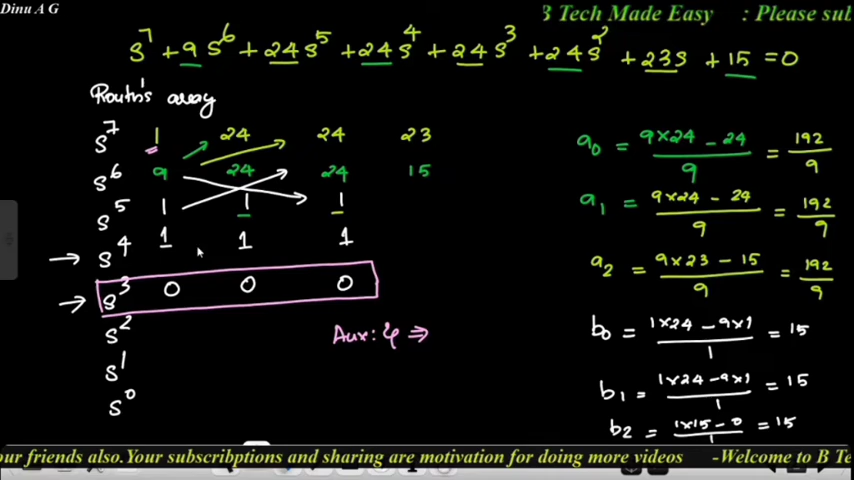 Dinu A G
B Tech Made Easy : Please sul
s⁷ + 9s⁶ + 24s⁵ + 24s⁴ + 24s³ + 24s² + 23s + 15 = 0
Routh's array
s⁷ 1 24 24 23
s⁶ 9 24 24 15
s⁵ 1 1 1
s⁴ 1 1 1
s³ 0 0 0
s²
s¹
s⁰
Aux: ⇒
a₀ = 9×24 - 24 / 9 = 192 / 9
a₁ = 9×24 - 24 / 9 = 192 / 9
a₂ = 9×23 - 15 / 9 = 192 / 9
b₀ = 1×24 - 9×1 / 1 = 15
b₁ = 1×24 - 9×1 / 1 = 15
b₂ = 1×15 - 0 / 1 = 15
our friends also.Your subscribptions and sharing are motivation for doing more videos -Welcome to B Te